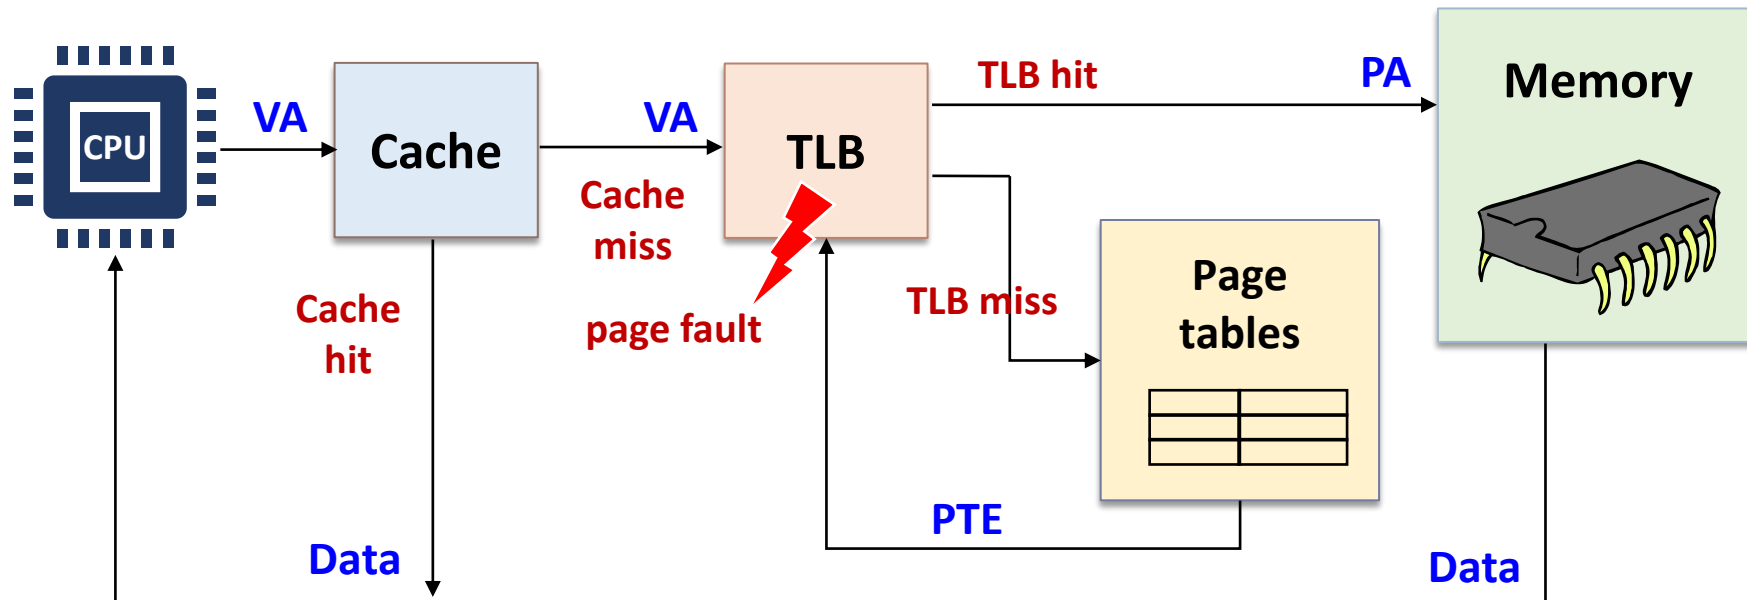 CPU
VA
Cache
Cache
hit
Data
VA
Cache
miss
TLB
page fault
TLB hit
PA
TLB miss
Page
tables
PTE
Memory
Data